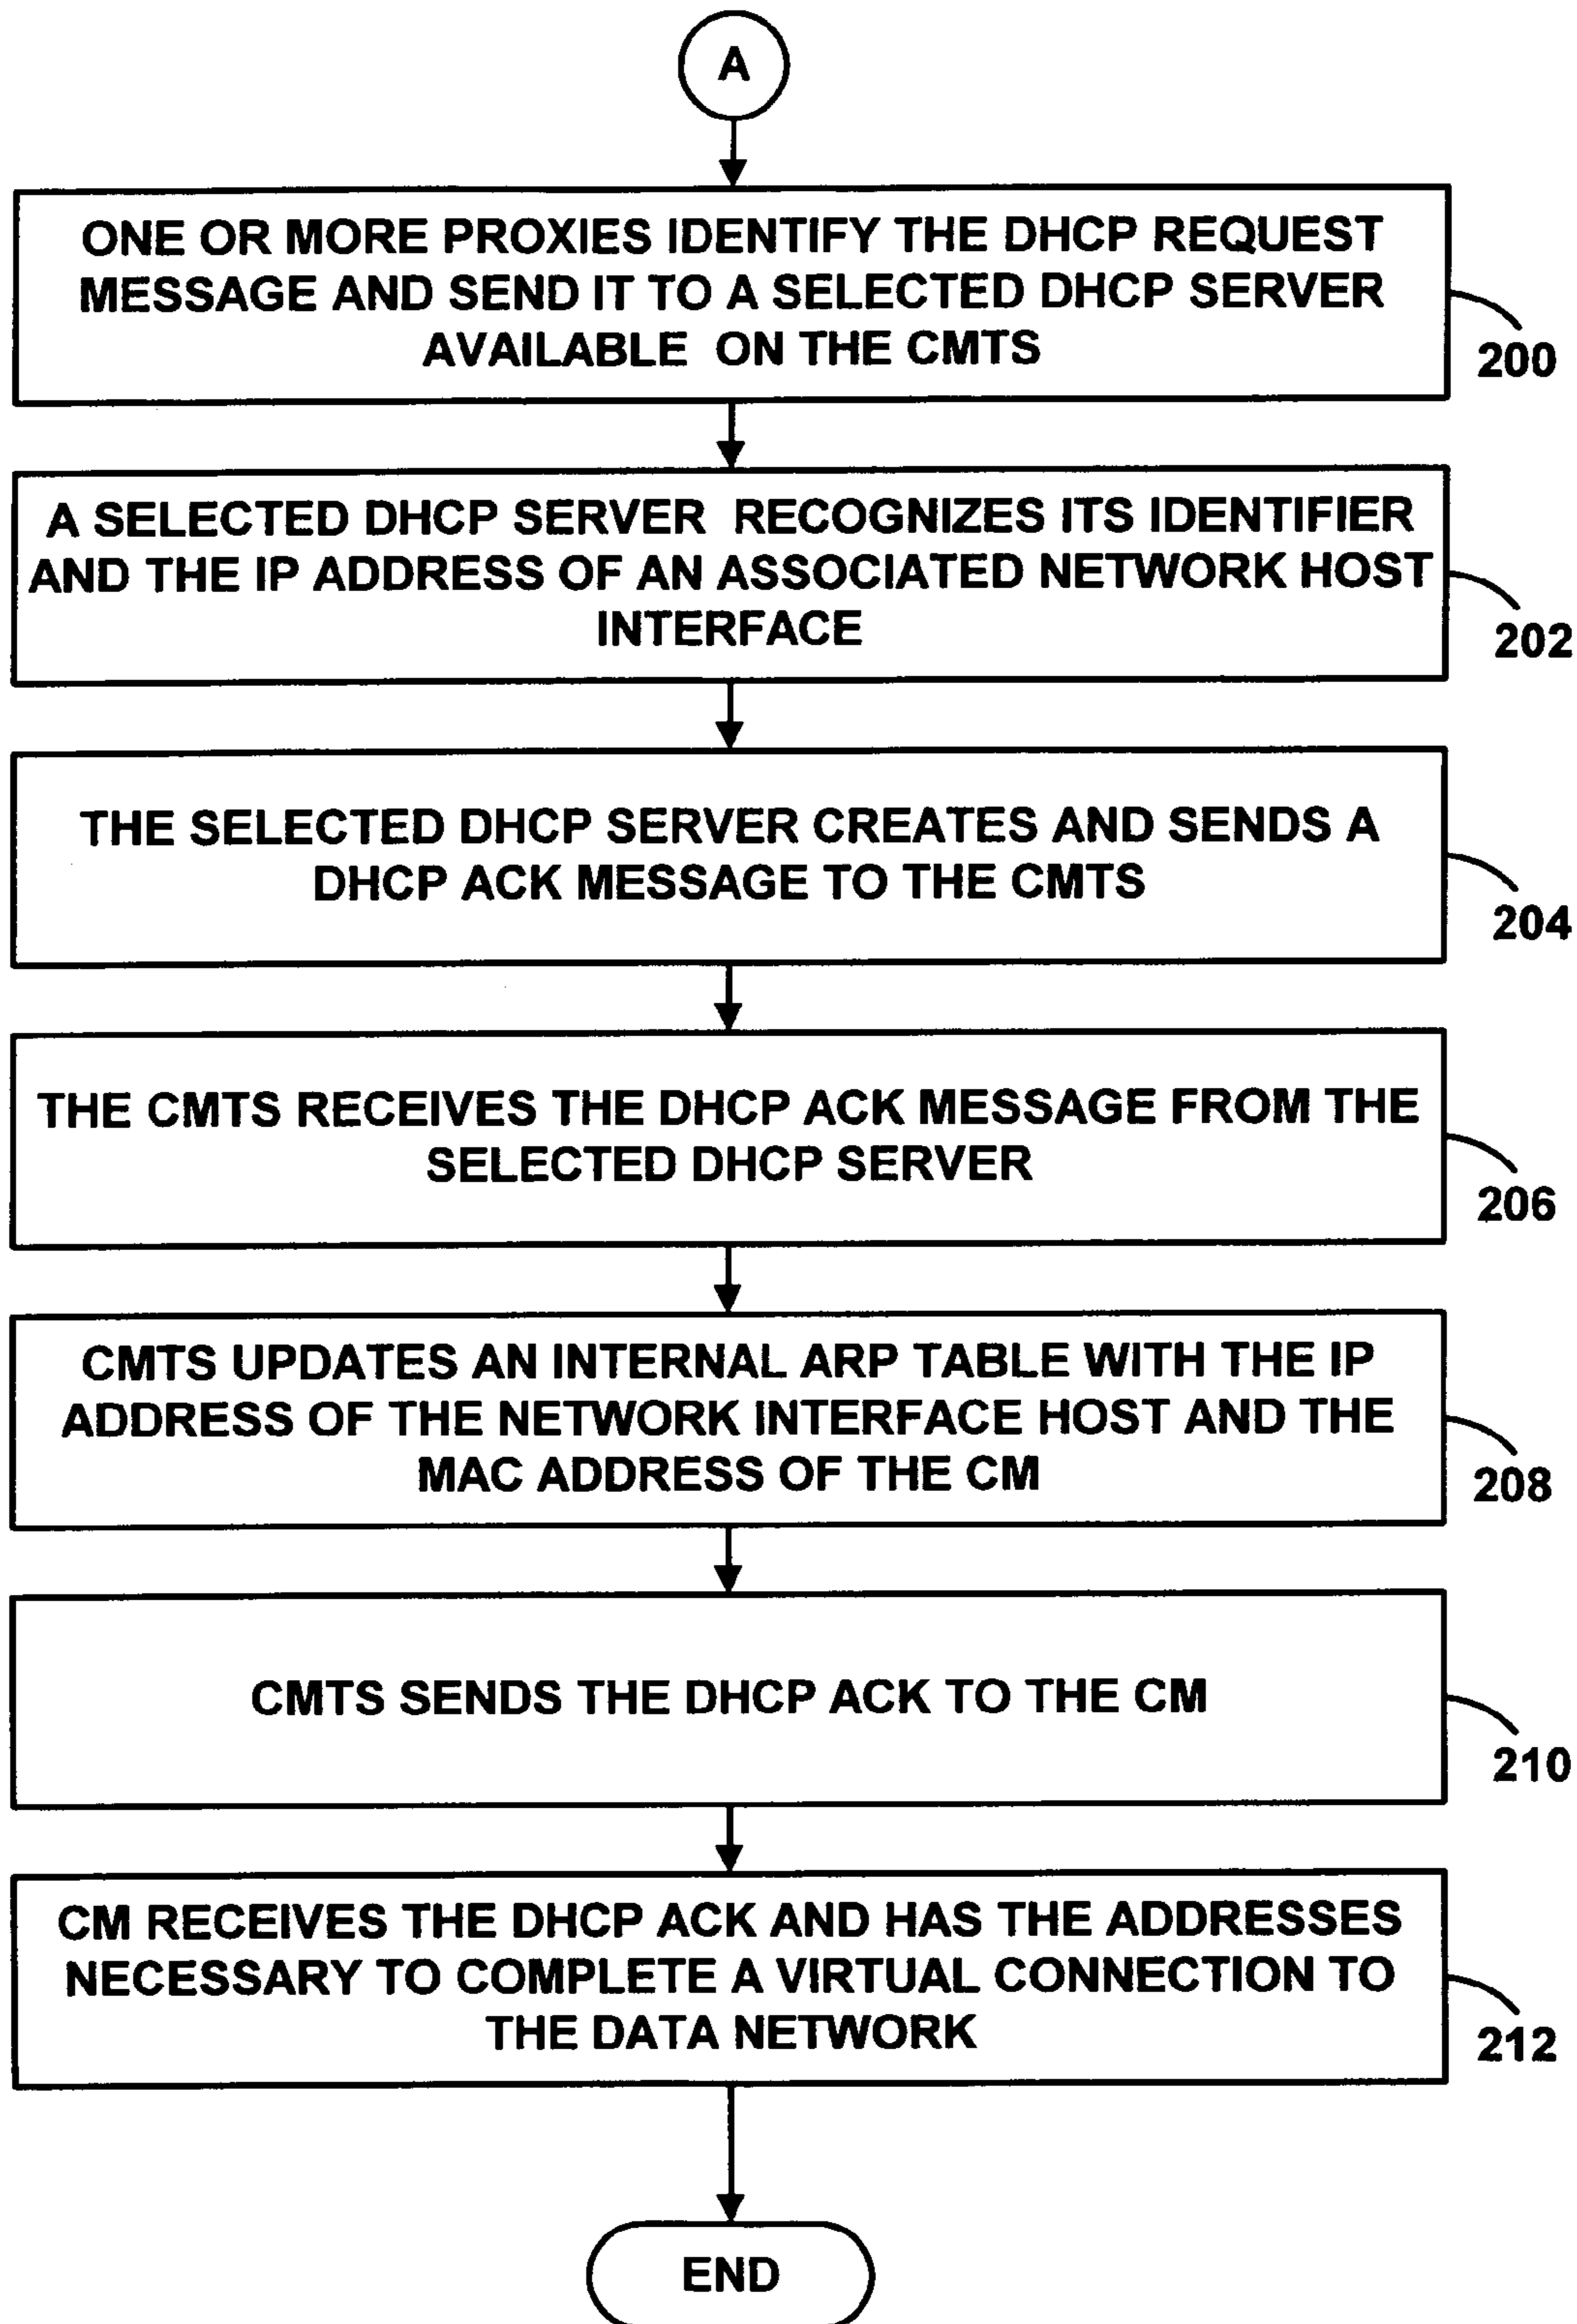 A
ONE OR MORE PROXIES IDENTIFY THE DHCP REQUEST
MESSAGE AND SEND IT TO A SELECTED DHCP SERVER
AVAILABLE ON THE CMTS
200
A SELECTED DHCP SERVER RECOGNIZES ITS IDENTIFIER
AND THE IP ADDRESS OF AN ASSOCIATED NETWORK HOST
INTERFACE
202
THE SELECTED DHCP SERVER CREATES AND SENDS A
DHCP ACK MESSAGE TO THE CMTS
204
THE CMTS RECEIVES THE DHCP ACK MESSAGE FROM THE
SELECTED DHCP SERVER
206
CMTS UPDATES AN INTERNAL ARP TABLE WITH THE IP
ADDRESS OF THE NETWORK INTERFACE HOST AND THE
MAC ADDRESS OF THE CM
208
CMTS SENDS THE DHCP ACK TO THE CM
210
CM RECEIVES THE DHCP ACK AND HAS THE ADDRESSES
NECESSARY TO COMPLETE A VIRTUAL CONNECTION TO
THE DATA NETWORK
212
END